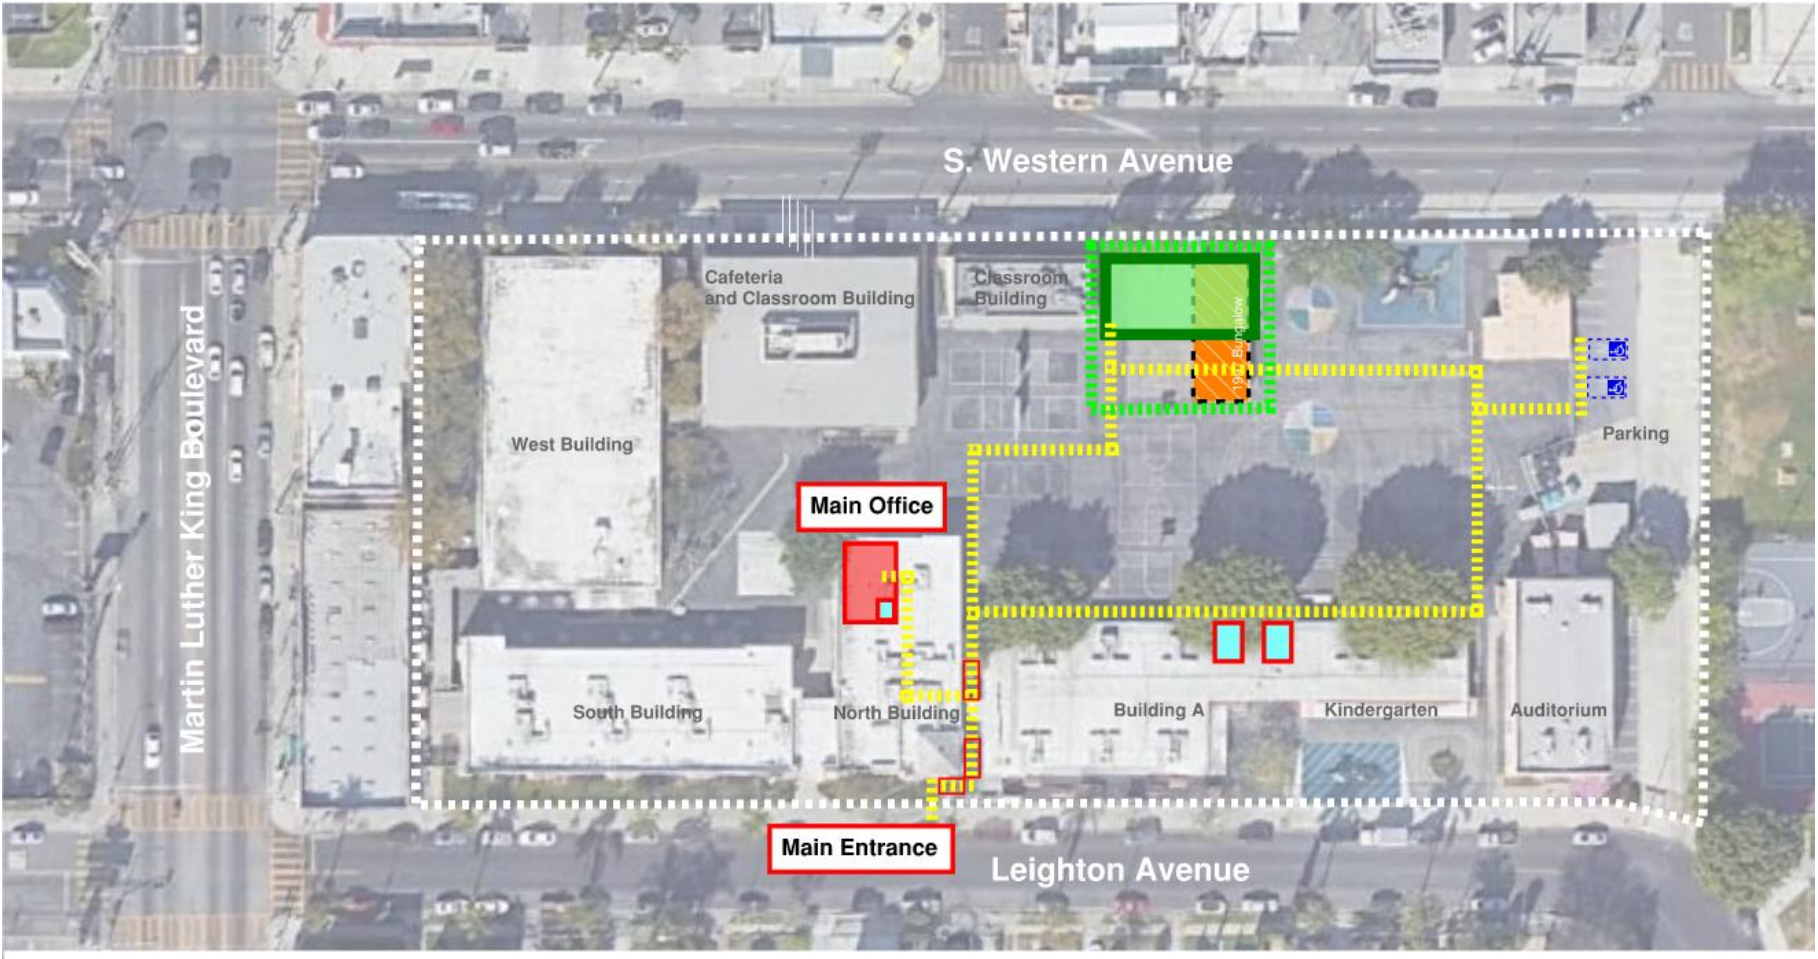 S. Western Avenue
Martin Luther King Boulevard
Cafeteria
and Classroom Building
Classroom
Building
Bungalow
West Building
Parking
Main Office
South Building
North Building
Building A
Kindergarten
Auditorium
Main Entrance
Leighton Avenue